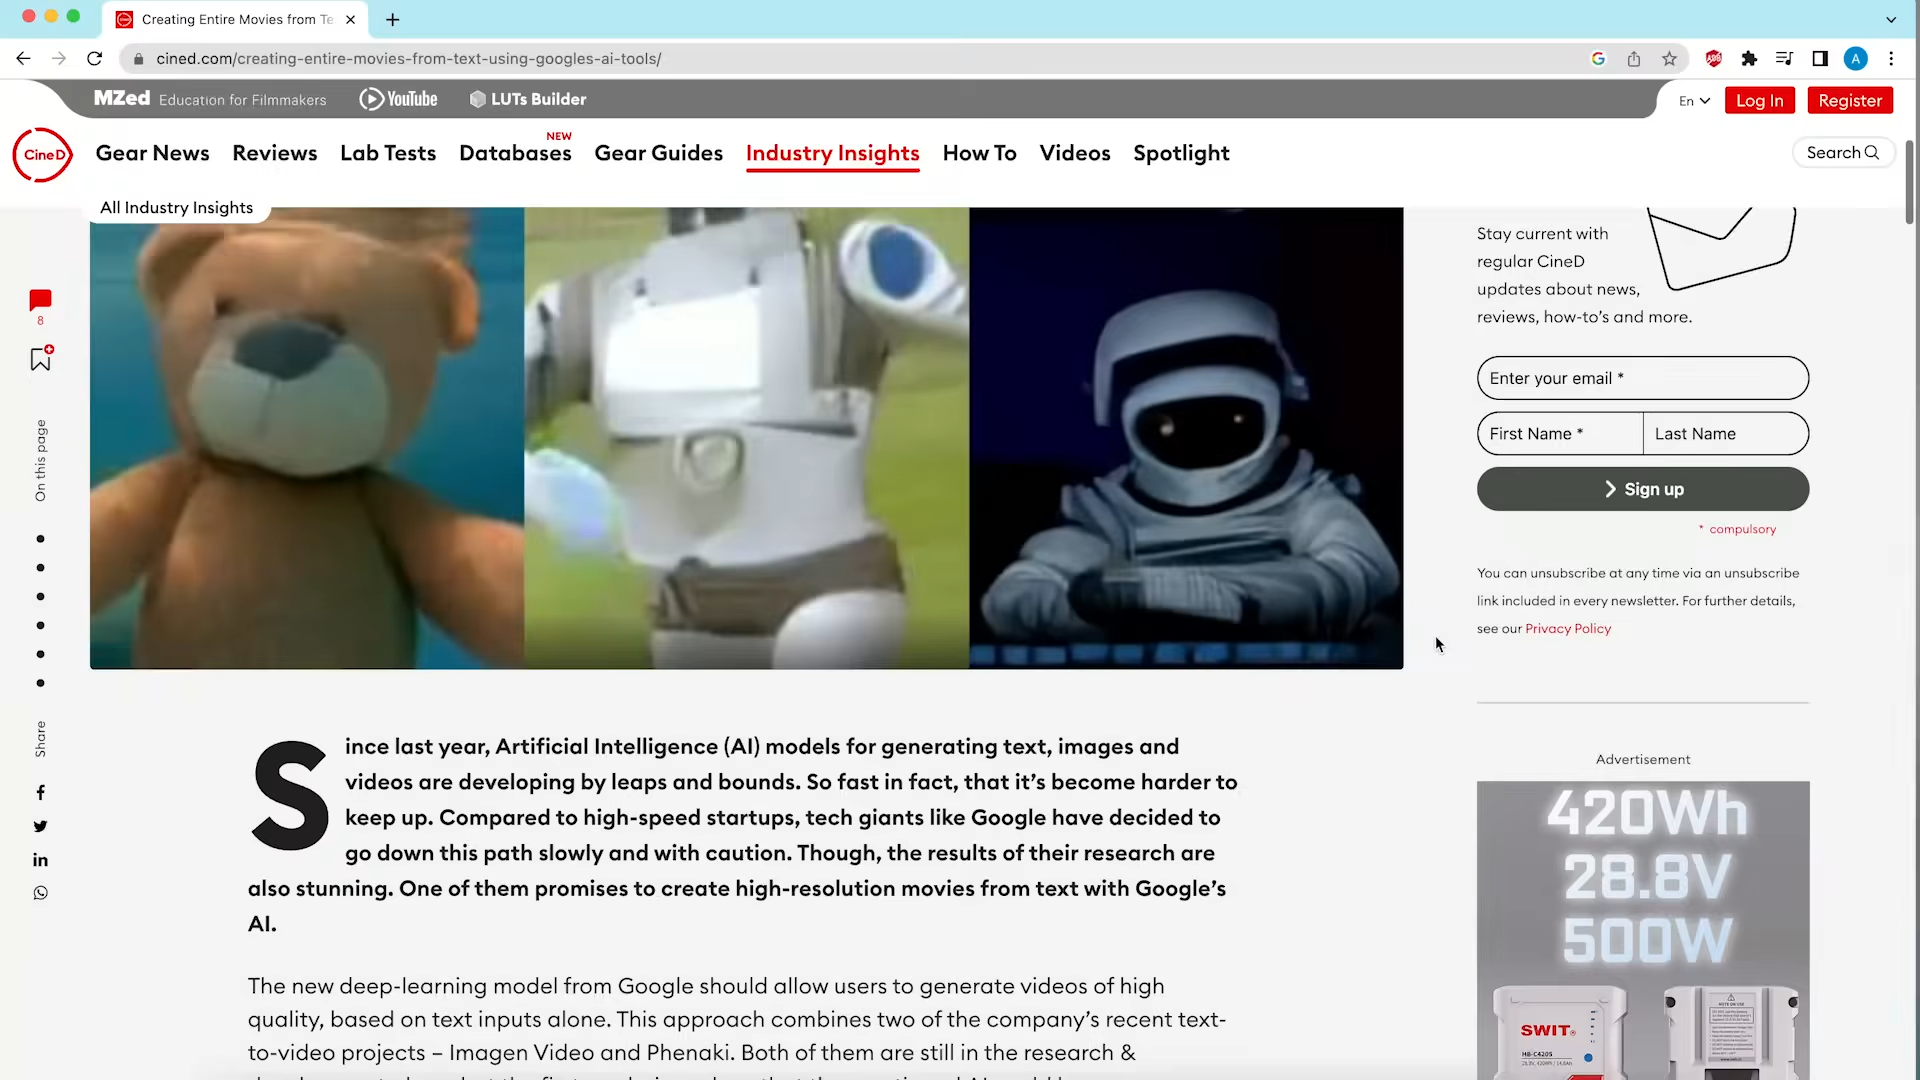 Creating Entire Movies from Te
cined.com/creating-entire-movies-from-text-using-googles-ai-tools/
A
MZed Education for Filmmakers
YouTube
LUTs Builder
En
Log In
Register
CineD
Gear News
Reviews
Lab Tests
NEW
Databases
Gear Guides
Industry Insights
How To
Videos
Spotlight
Search
All Industry Insights
8
On this page
Share
Stay current with
regular CineD
updates about news,
reviews, how-to's and more.
Enter your email *
First Name *
Last Name
Sign up
* compulsory
You can unsubscribe at any time via an unsubscribe
link included in every newsletter. For further details,
see our Privacy Policy
Since last year, Artificial Intelligence (AI) models for generating text, images and
videos are developing by leaps and bounds. So fast in fact, that it's become harder to
keep up. Compared to high-speed startups, tech giants like Google have decided to
go down this path slowly and with caution. Though, the results of their research are
also stunning. One of them promises to create high-resolution movies from text with Google's
AI.
The new deep-learning model from Google should allow users to generate videos of high
quality, based on text inputs alone. This approach combines two of the company's recent text-
to-video projects – Imagen Video and Phenaki. Both of them are still in the research &
Advertisement
420Wh
28.8V
500W
SWIT
HB-C420S